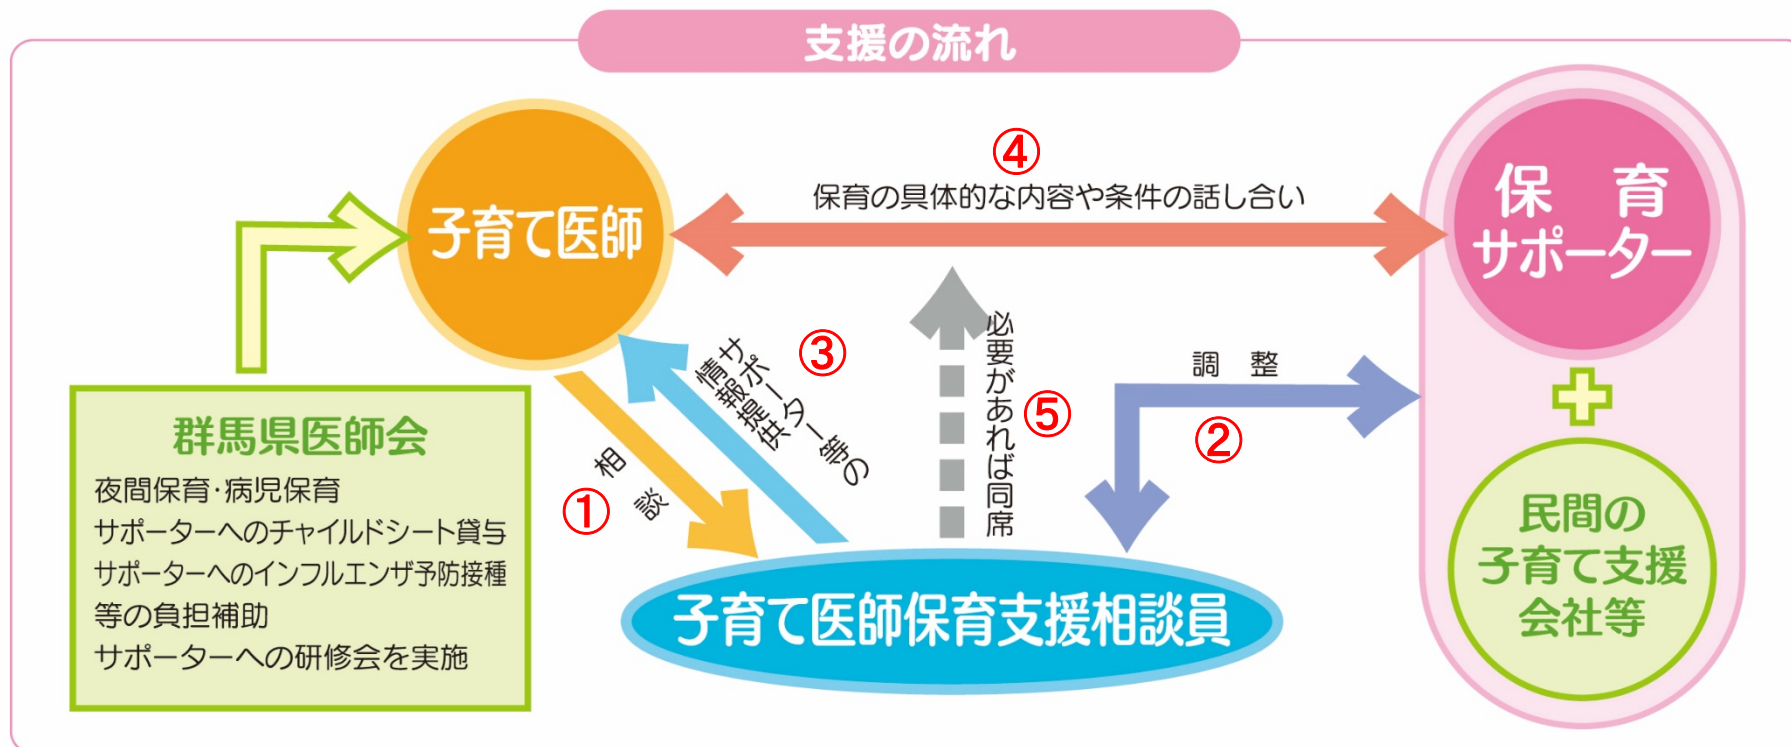 支援の流れ
子育て医師
④
保育の具体的な内容や条件の話し合い
保 育
サポーター
群馬県医師会
夜間保育・病児保育
サポーターへのチャイルドシート貸与
サポーターへのインフルエンザ予防接種
等の負担補助
サポーターへの研修会を実施
①
相談
③
サポーター等の
情報提供
必要があれば同席
⑤
調 整
②
民間の
子育て支援
会社等
子育て医師保育支援相談員